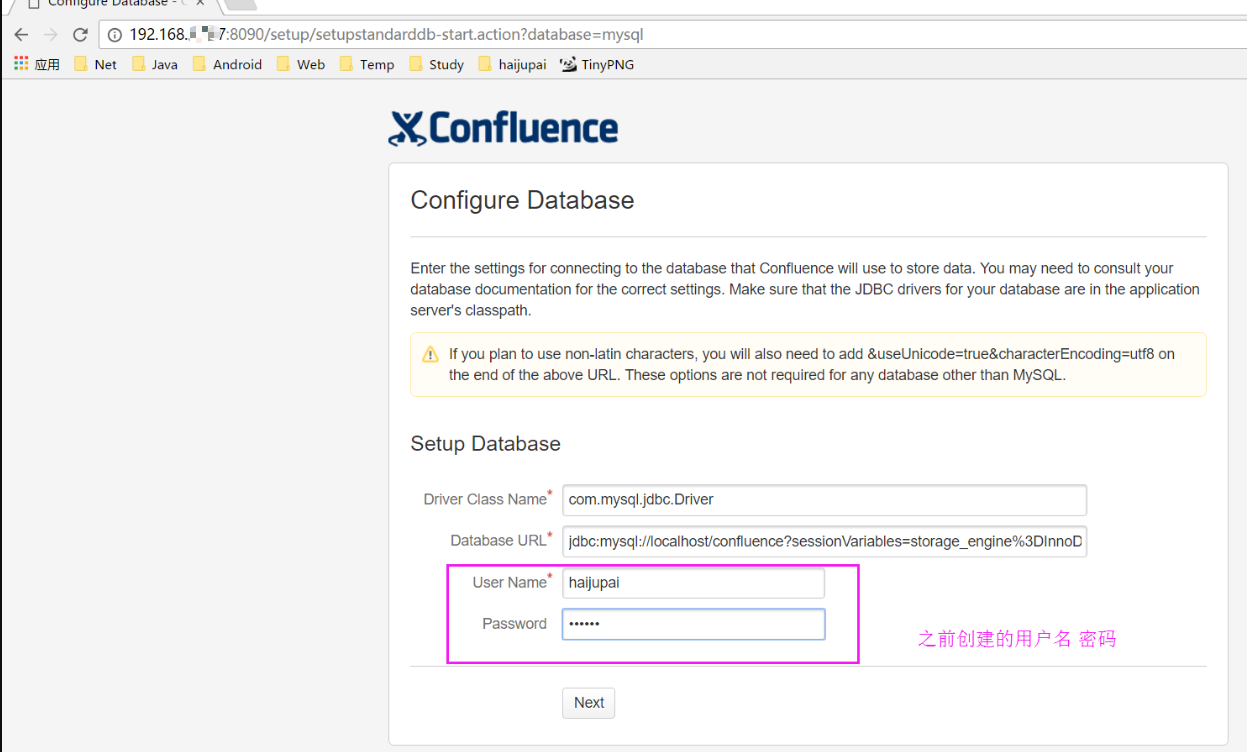 Configure Database - C
192.168. 7:8090/setup/setupstandarddb-start.action?database=mysql
应用 Net Java Android Web Temp Study haijupai TinyPNG
Confluence
Configure Database
Enter the settings for connecting to the database that Confluence will use to store data. You may need to consult your
database documentation for the correct settings. Make sure that the JDBC drivers for your database are in the application
server's classpath.
If you plan to use non-latin characters, you will also need to add &useUnicode=true&characterEncoding=utf8 on
the end of the above URL. These options are not required for any database other than MySQL.
Setup Database
Driver Class Name* com.mysql.jdbc.Driver
Database URL* jdbc:mysql://localhost/confluence?sessionVariables=storage_engine%3DInnoD
User Name* haijupai
Password ••••••
之前创建的用户名 密码
Next